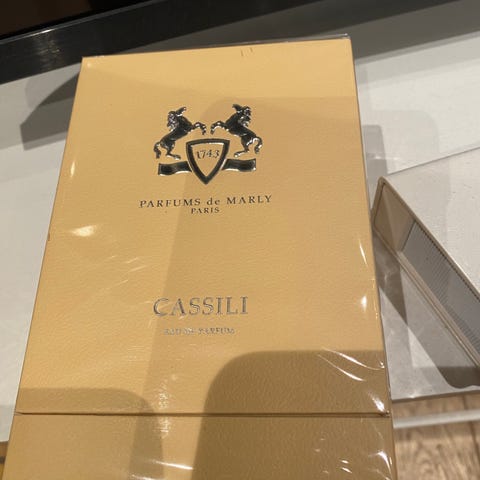 1743
PARFUMS de MARLY
PARIS
CASSILI
EAU DE PARFUM